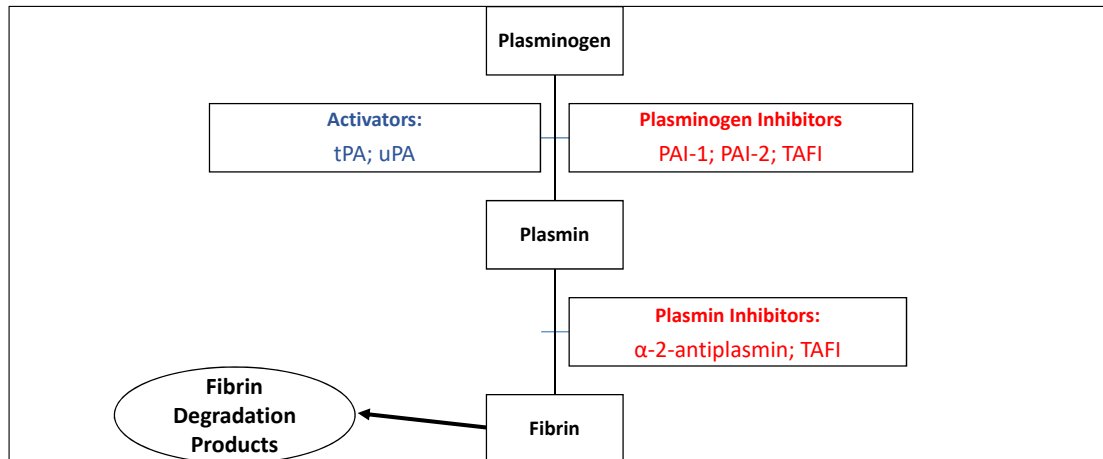 Plasminogen
Activators:
tPA; uPA
Plasminogen Inhibitors
PAI-1; PAI-2; TAFI
Plasmin
Plasmin Inhibitors:
α-2-antiplasmin; TAFI
Fibrin
Degradation
Products
Fibrin